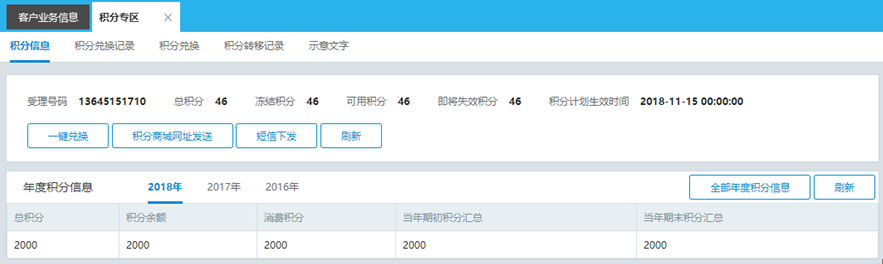 客户业务信息 积分专区
积分信息 积分兑换记录 积分兑换 积分转移记录 示意文字
受理号码 13645151710 总积分 46 冻结积分 46 可用积分 46 即将失效积分 46 积分计划生效时间 2018-11-15 00:00:00
一键兑换 积分商城网址发送 短信下发 刷新
年度积分信息 2018年 2017年 2016年 全部年度积分信息 刷新
总积分 积分余额 消费积分 当年期初积分汇总 当年期末积分汇总
2000 2000 2000 2000 2000